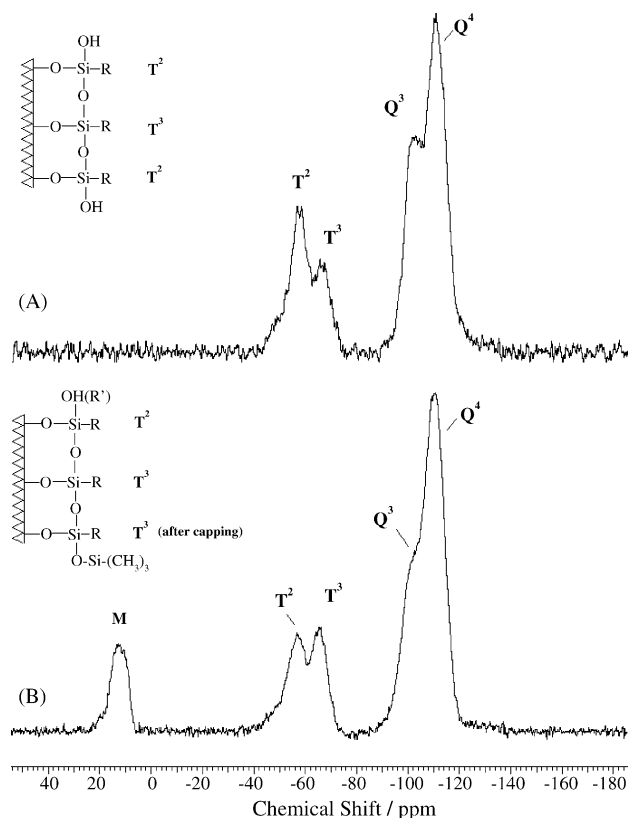 OH
O—Si—R T²
O
Q⁴
Q³
O—Si—R T³
O
O—Si—R T²
OH
T²
T³
(A)
OH(R')
O—Si—R T²
O
Q⁴
O—Si—R T³
O
Q³
O—Si—R T³ (after capping)
O-Si-(CH₃)₃
M
T²
T³
(B)
40 20 0 -20 -40 -60 -80 -100 -120 -140 -160 -180
Chemical Shift / ppm